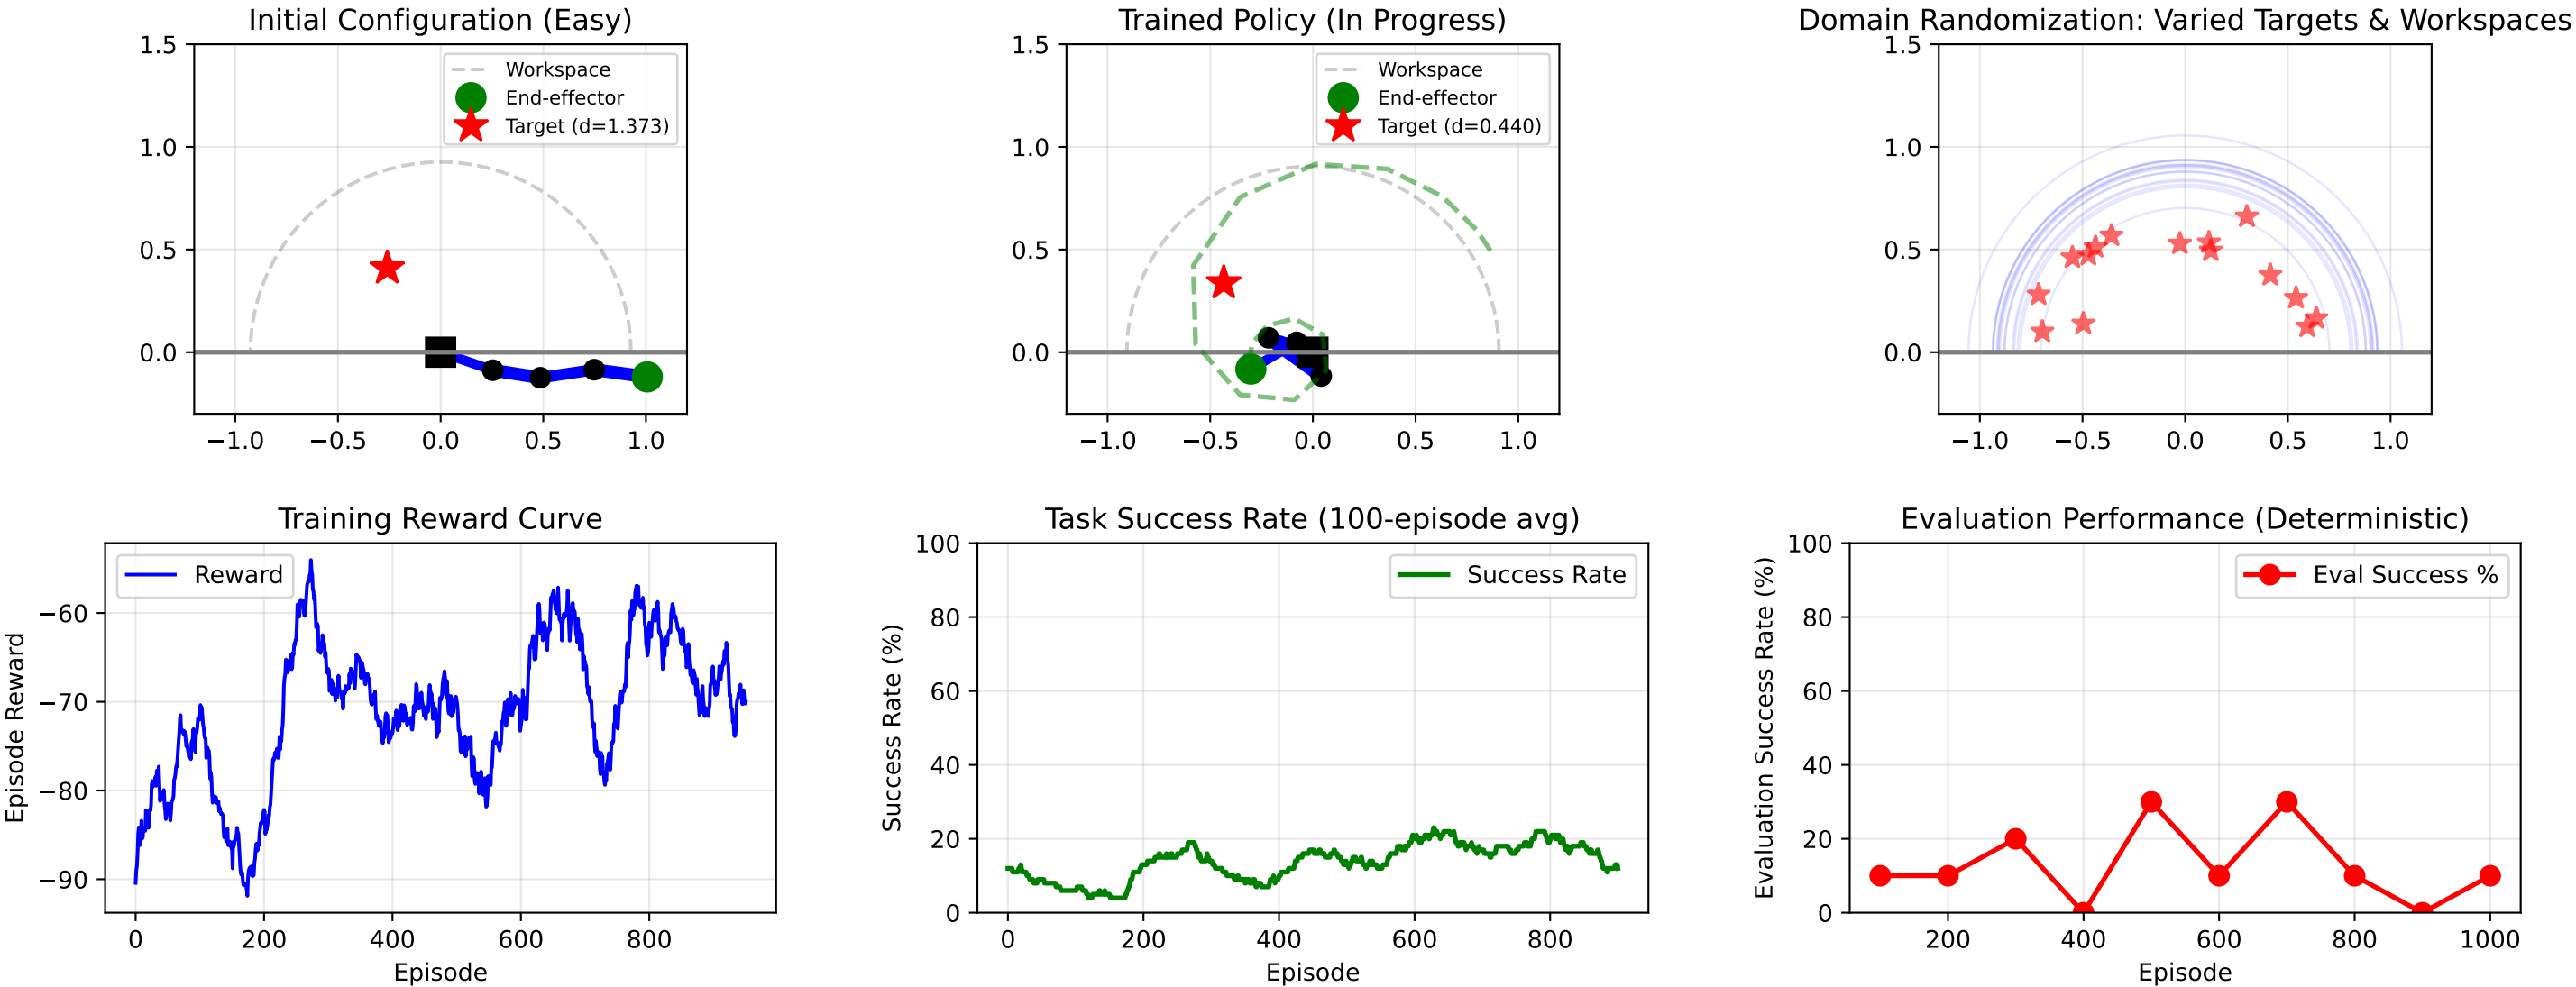 Initial Configuration (Easy)
1.5
1.0
0.5
0.0
−1.0 −0.5 0.0 0.5 1.0
Workspace
End-effector
Target (d=1.373)
Trained Policy (In Progress)
1.5
1.0
0.5
0.0
−1.0 −0.5 0.0 0.5 1.0
Workspace
End-effector
Target (d=0.440)
Domain Randomization: Varied Targets & Workspaces
1.5
1.0
0.5
0.0
−1.0 −0.5 0.0 0.5 1.0
Training Reward Curve
Reward
Episode Reward
−60
−70
−80
−90
0 200 400 600 800
Episode
Task Success Rate (100-episode avg)
Success Rate
Success Rate (%)
100
80
60
40
20
0
0 200 400 600 800
Episode
Evaluation Performance (Deterministic)
Eval Success %
Evaluation Success Rate (%)
100
80
60
40
20
0
200 400 600 800 1000
Episode